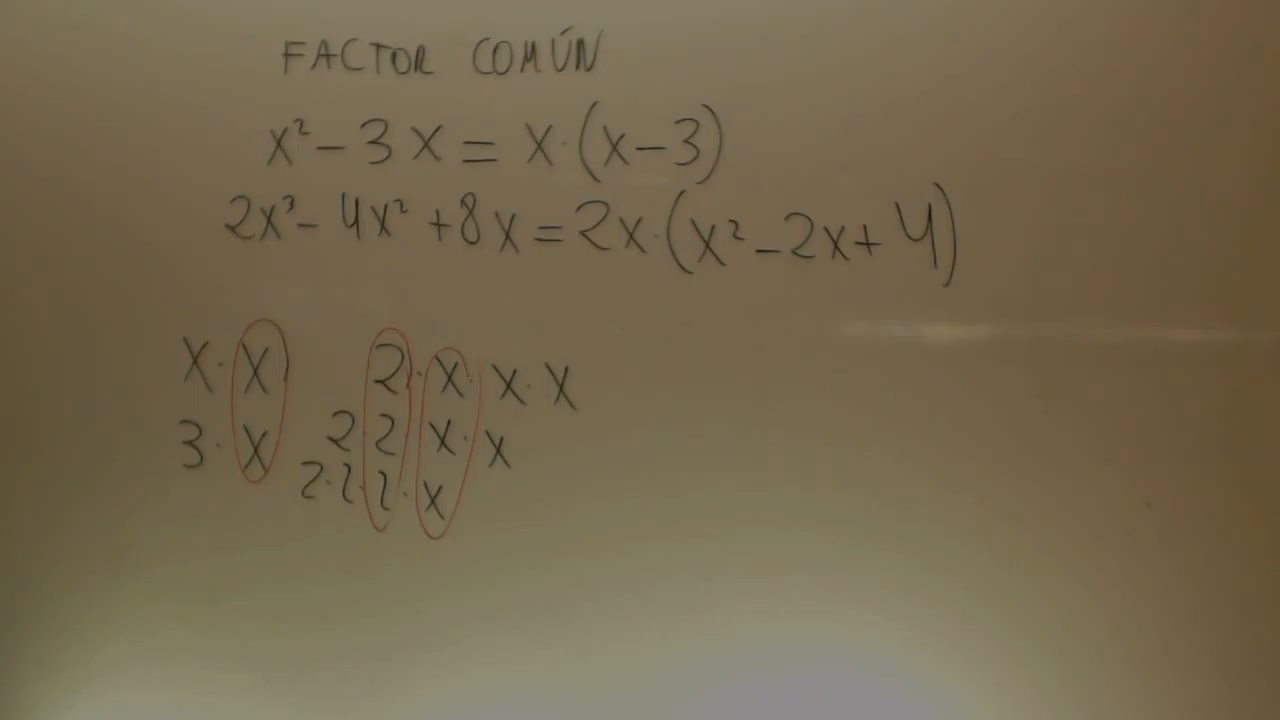 FACTOR COMÚN
x² - 3x = x·(x-3)
2x³ - 4x² + 8x = 2x·(x² - 2x + 4)
x·x 2·x·x·x
3·x 2·2·x·x
2·2·2·x